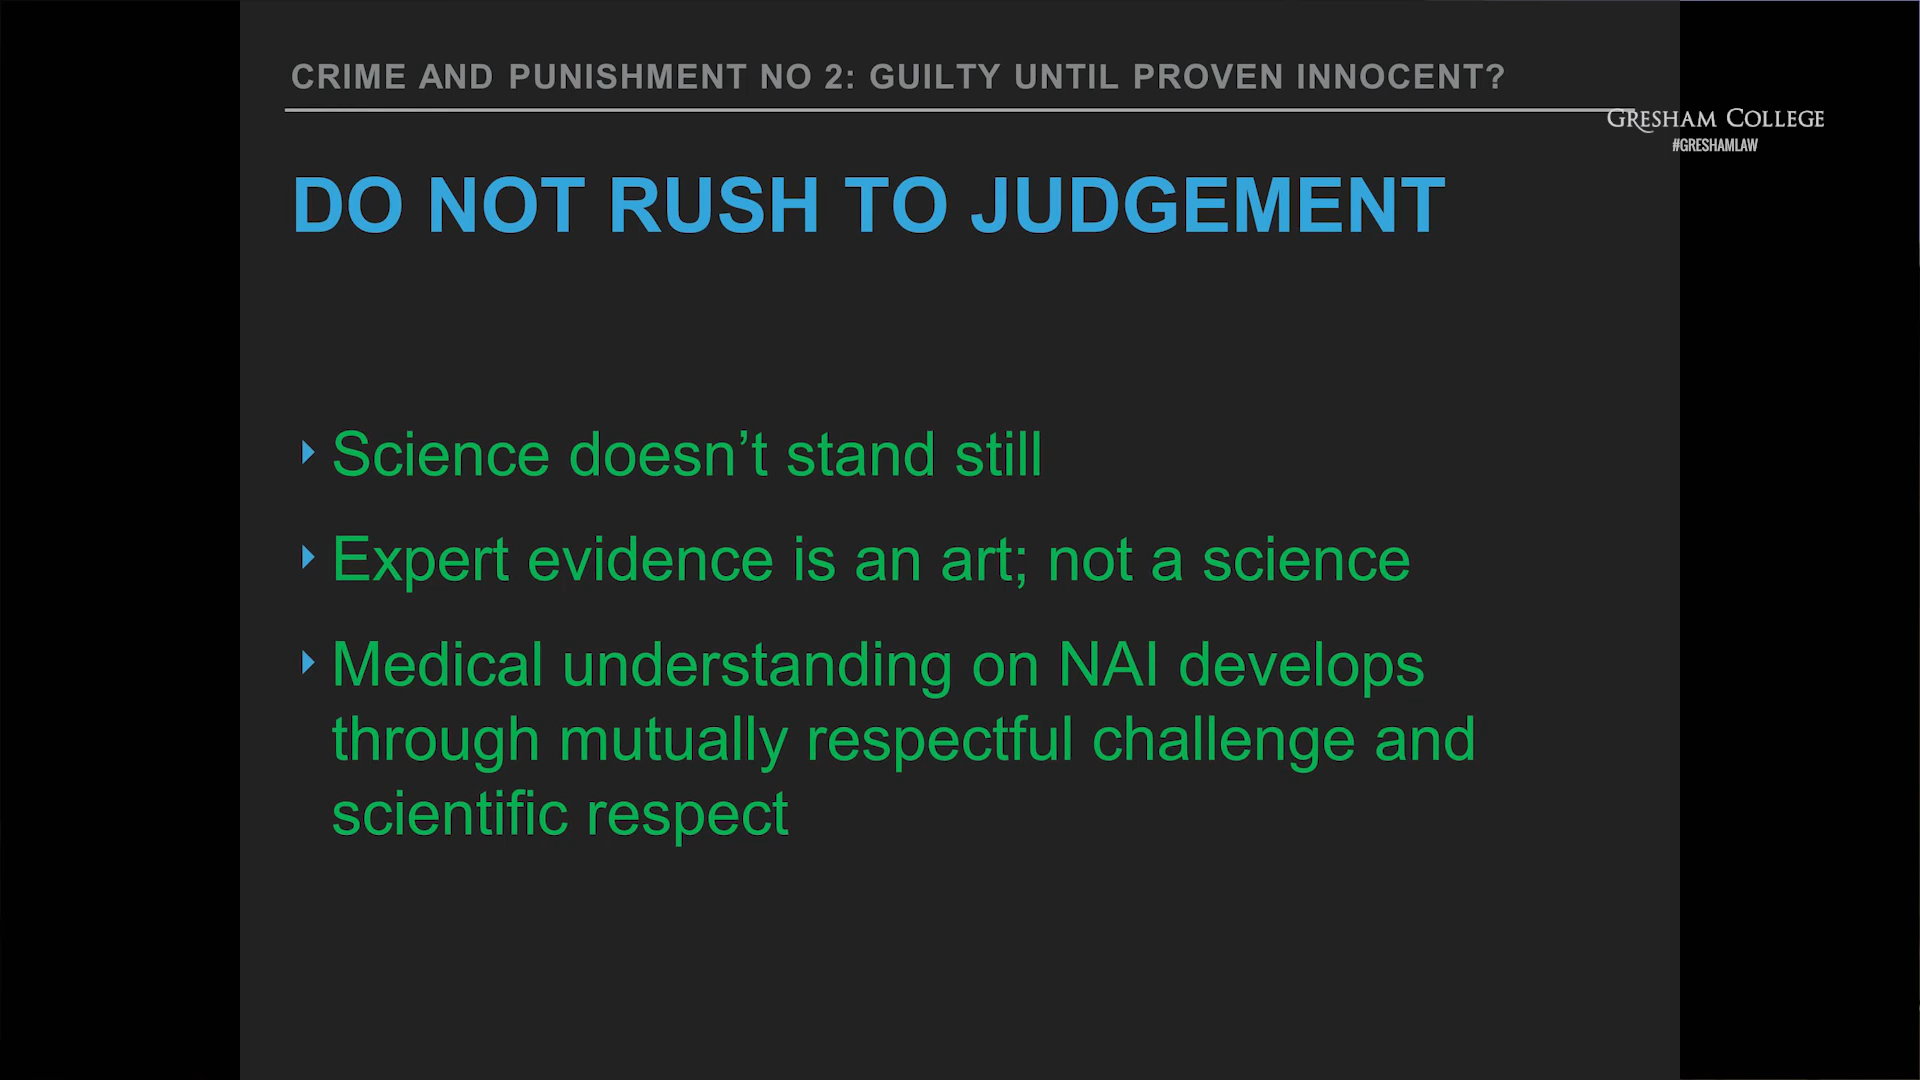 CRIME AND PUNISHMENT NO 2: GUILTY UNTIL PROVEN INNOCENT?
GRESHAM COLLEGE
#GRESHAMLAW
DO NOT RUSH TO JUDGEMENT
Science doesn’t stand still
Expert evidence is an art; not a science
Medical understanding on NAI develops
through mutually respectful challenge and
scientific respect